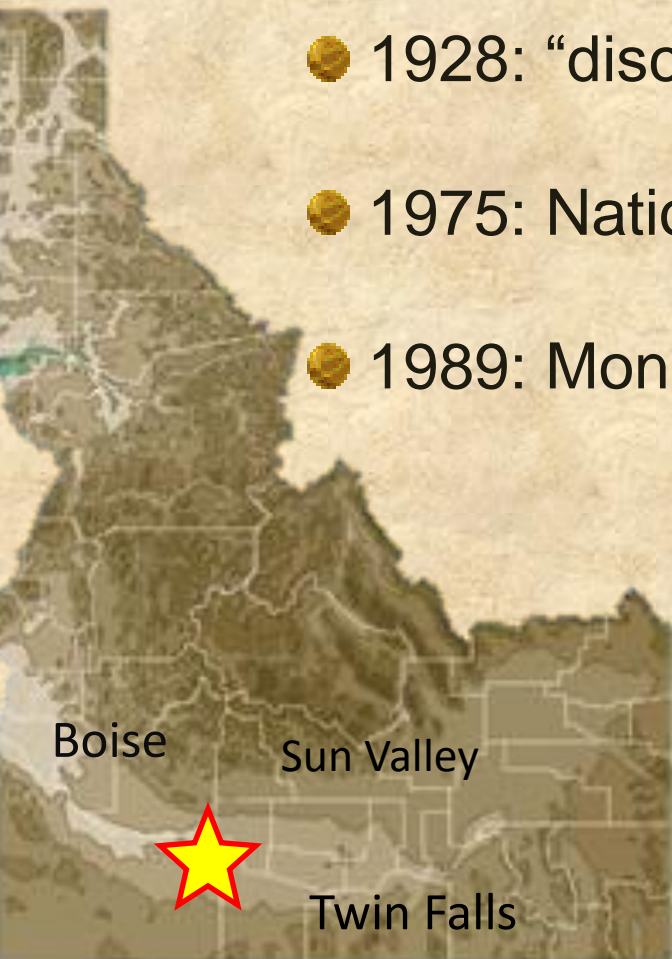 1928: “disc
1975: Natio
1989: Mon
Boise
Sun Valley
Twin Falls